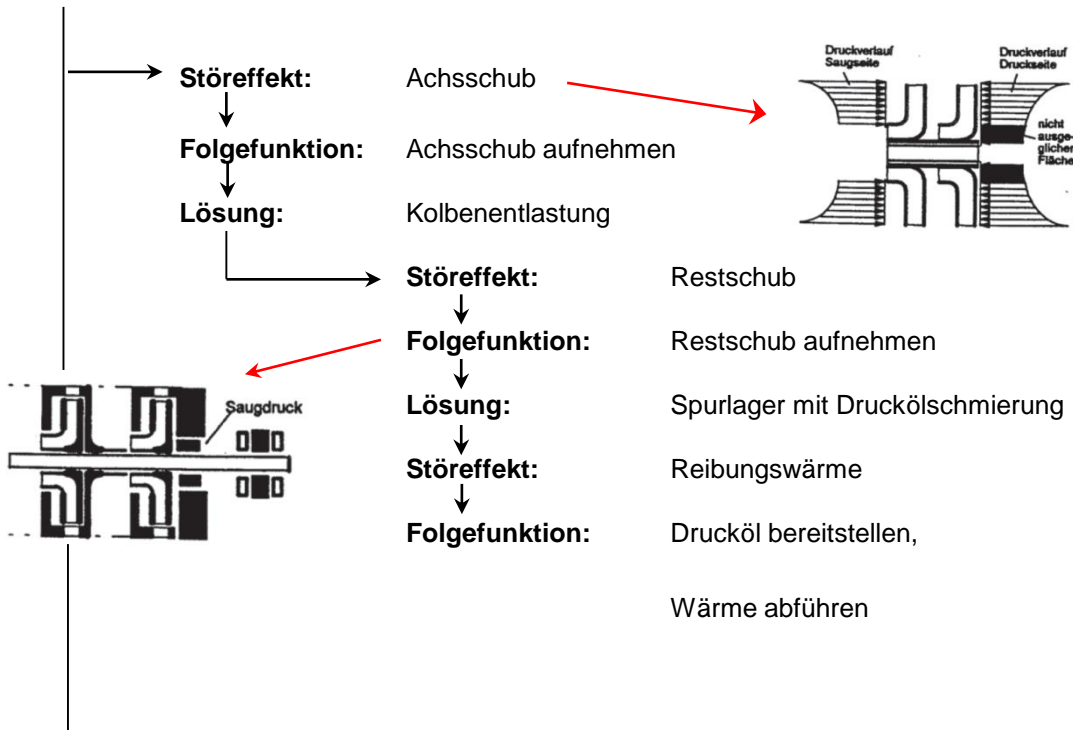 Druckverlauf
Saugseite
Druckverlauf
Druckseite
nicht
ausge-
glichen
Fläche
Störeffekt: Achsschub
Folgefunktion: Achsschub aufnehmen
Lösung: Kolbenentlastung
Störeffekt: Restschub
Folgefunktion: Restschub aufnehmen
Saugdruck
Lösung: Spurlager mit Druckölschmierung
Störeffekt: Reibungswärme
Folgefunktion: Drucköl bereitstellen,
Wärme abführen